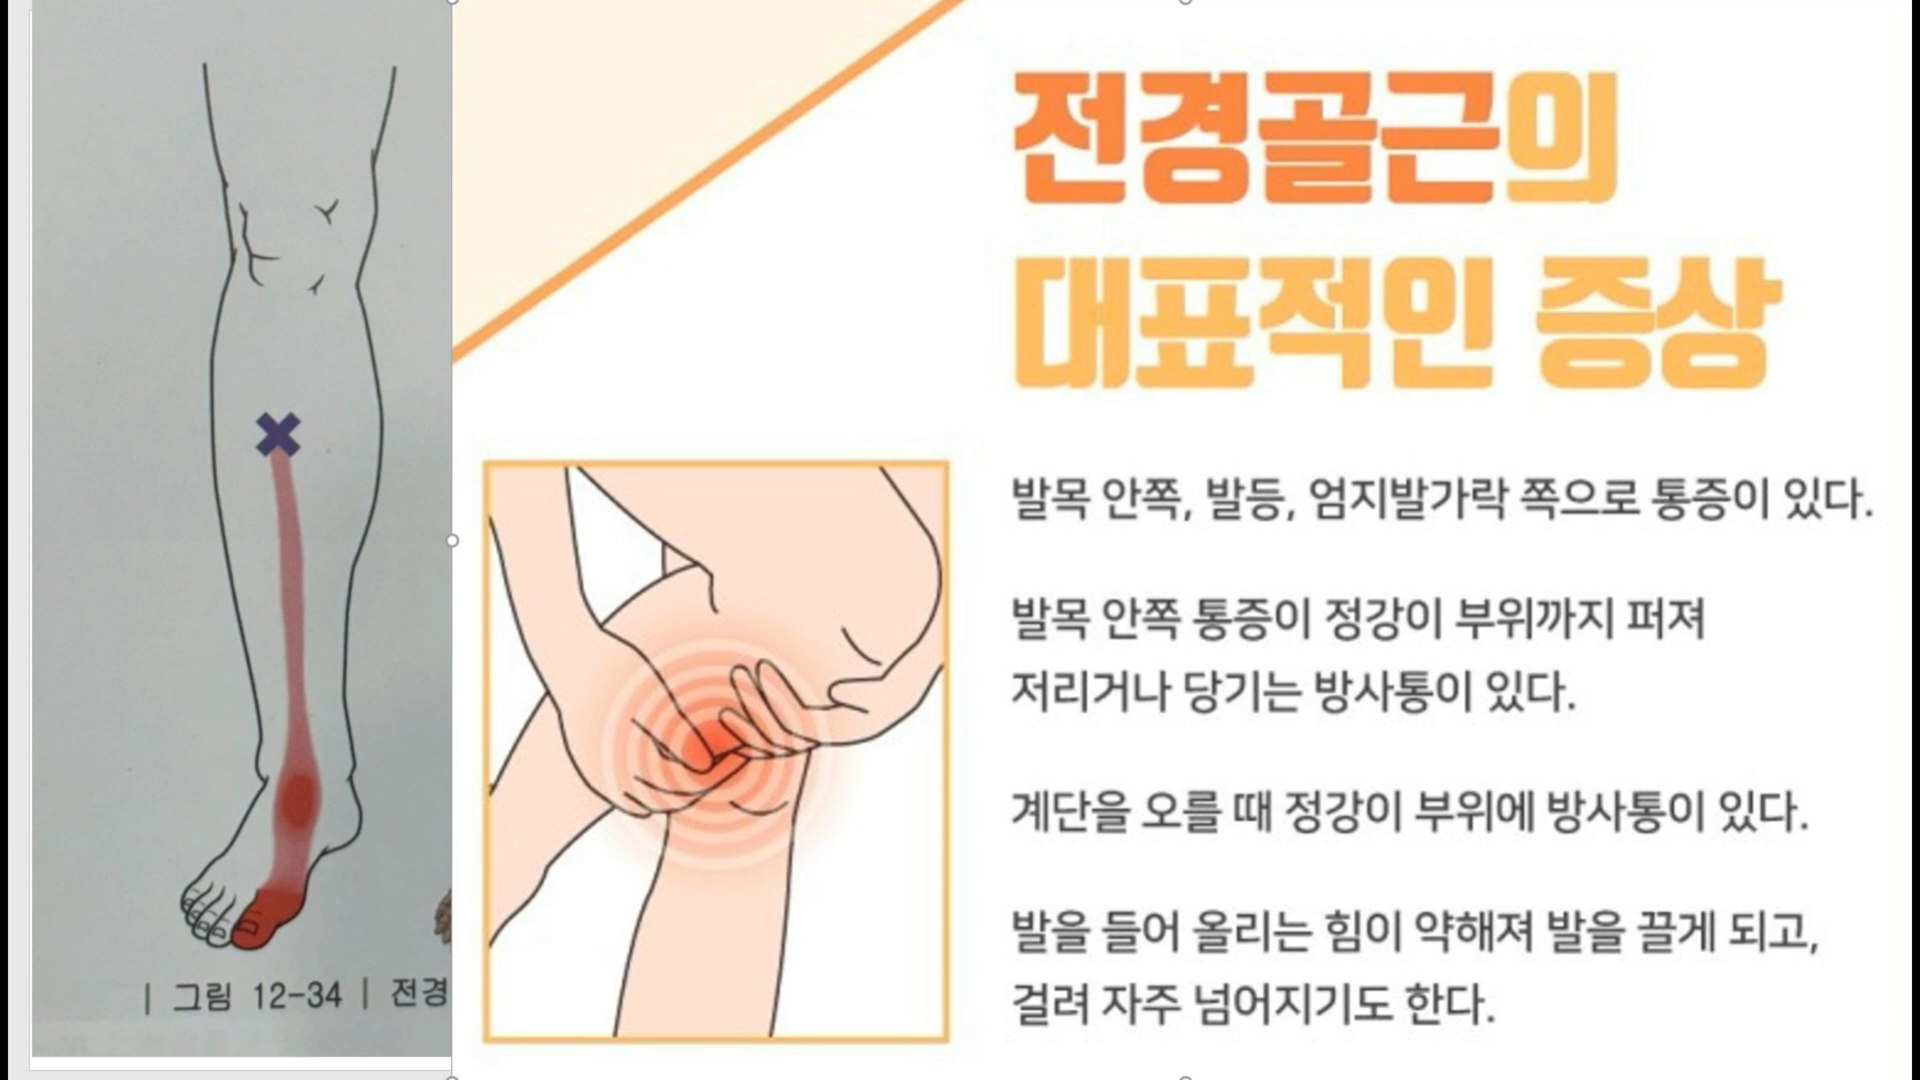 전경골근의
대표적인 증상
발목 안쪽, 발등, 엄지발가락 쪽으로 통증이 있다.
발목 안쪽 통증이 정강이 부위까지 퍼져
저리거나 당기는 방사통이 있다.
계단을 오를 때 정강이 부위에 방사통이 있다.
발을 들어 올리는 힘이 약해져 발을 끌게 되고,
걸려 자주 넘어지기도 한다.
| 그림 12-34 | 전경